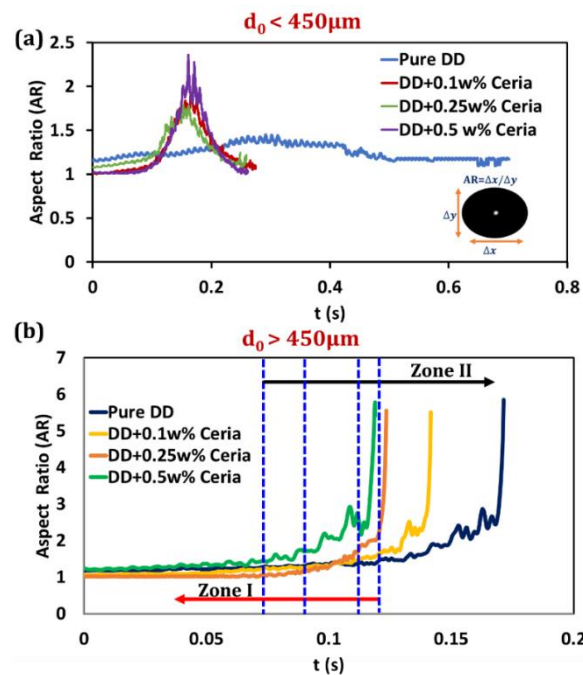 (a)
d₀ < 450μm
2.5
2
1.5
1
0.5
0
Aspect Ratio (AR)
Pure DD
DD+0.1w% Ceria
DD+0.25w% Ceria
DD+0.5 w% Ceria
AR=Δx/Δy
Δy
Δx
0 0.2 0.4 0.6 0.8
t (s)
(b)
d₀ > 450μm
7
6
5
4
3
2
1
0
Aspect Ratio (AR)
Zone II
Pure DD
DD+0.1w% Ceria
DD+0.25w% Ceria
DD+0.5w% Ceria
Zone I
0 0.05 0.1 0.15 0.2
t (s)